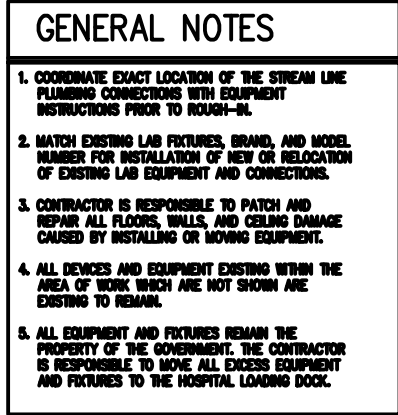 GENERAL NOTES
1. COORDINATE EXACT LOCATION OF THE STREAM LINE
PLUMBING CONNECTIONS WITH EQUIPMENT
INSTRUCTIONS PRIOR TO ROUGH-IN.
2. MATCH EXISTING LAB FIXTURES, BRAND, AND MODEL
NUMBER FOR INSTALLATION OF NEW OR RELOCATION
OF EXISTING LAB EQUIPMENT AND CONNECTIONS.
3. CONTRACTOR IS RESPONSIBLE TO PATCH AND
REPAIR ALL FLOORS, WALLS, AND CEILING DAMAGE
CAUSED BY INSTALLING OR MOVING EQUIPMENT.
4. ALL DEVICES AND EQUIPMENT EXISTING WITHIN THE
AREA OF WORK WHICH ARE NOT SHOWN ARE
EXISTING TO REMAIN.
5. ALL EQUIPMENT AND FIXTURES REMAIN THE
PROPERTY OF THE GOVERNMENT. THE CONTRACTOR
IS RESPONSIBLE TO MOVE ALL EXCESS EQUIPMENT
AND FIXTURES TO THE HOSPITAL LOADING DOCK.